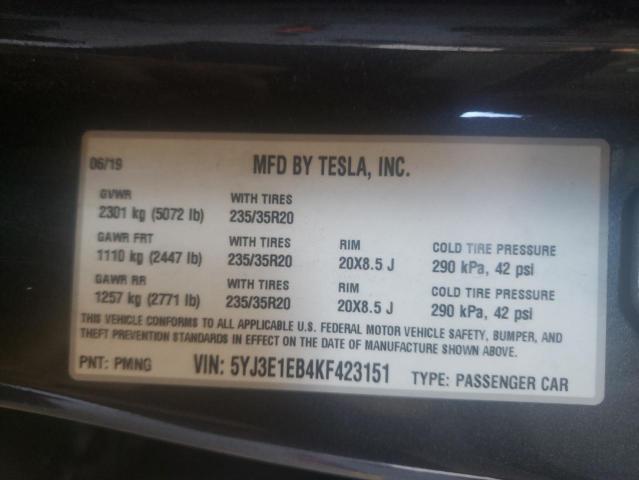 06/19 MFD BY TESLA, INC.
GVWR WITH TIRES
2301 kg (5072 lb) 235/35R20
GAWR FRT WITH TIRES RIM COLD TIRE PRESSURE
1110 kg (2447 lb) 235/35R20 20X8.5 J 290 kPa, 42 psi
GAWR RR WITH TIRES RIM COLD TIRE PRESSURE
1257 kg (2771 lb) 235/35R20 20X8.5 J 290 kPa, 42 psi
THIS VEHICLE CONFORMS TO ALL APPLICABLE U.S. FEDERAL MOTOR VEHICLE SAFETY, BUMPER, AND
THEFT PREVENTION STANDARDS IN EFFECT ON THE DATE OF MANUFACTURE SHOWN ABOVE.
PNT: PMNG VIN: 5YJ3E1EB4KF423151 TYPE: PASSENGER CAR